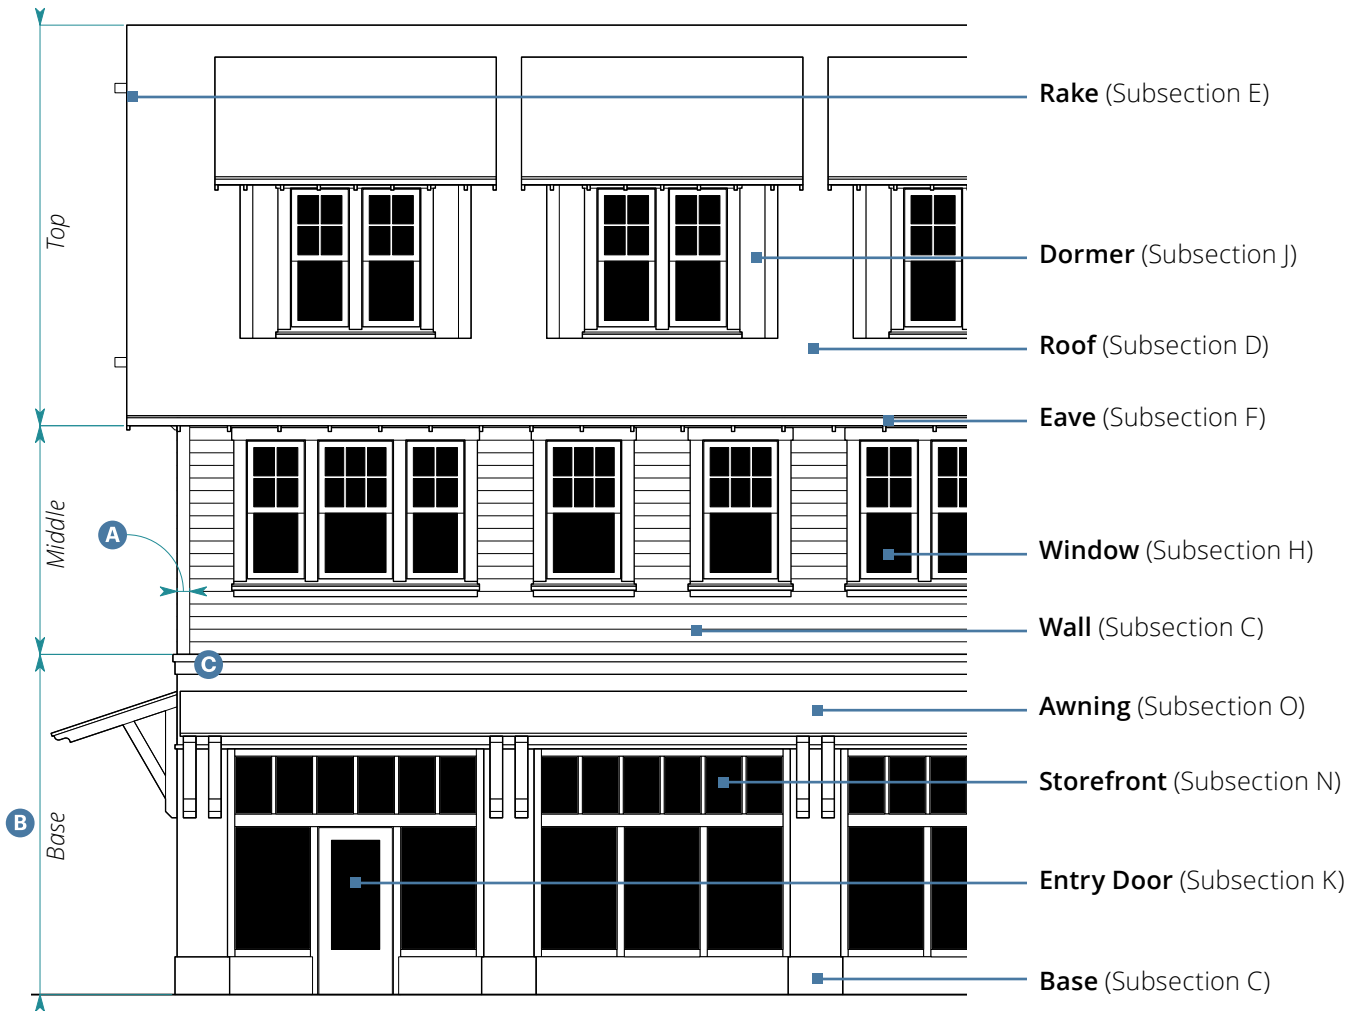 Rake (Subsection E)
Top
Dormer (Subsection J)
Roof (Subsection D)
Eave (Subsection F)
Middle
A
Window (Subsection H)
Wall (Subsection C)
C
Awning (Subsection O)
Storefront (Subsection N)
B
Base
Entry Door (Subsection K)
Base (Subsection C)